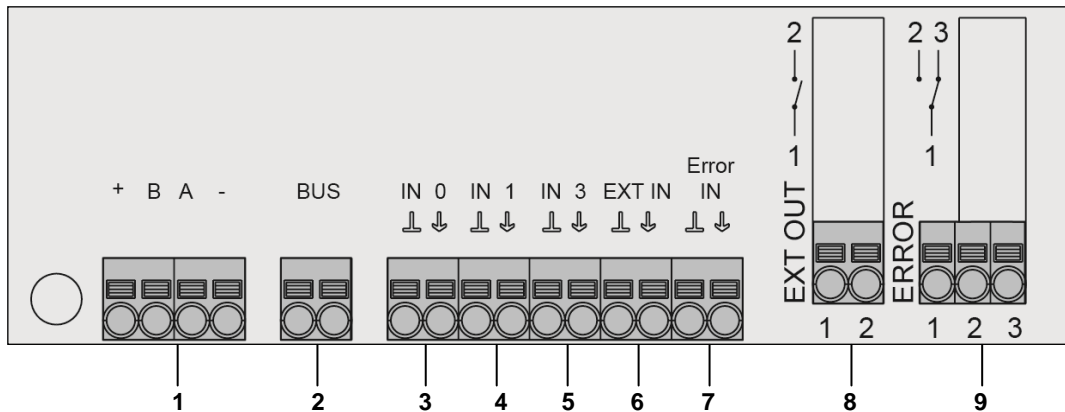 2
2 3
1
1
Error
+ B A -
BUS
IN 0
IN 1
IN 3
EXT IN
IN
EXT OUT
ERROR
1 2
1 2 3
1 2 3 4 5 6 7 8 9